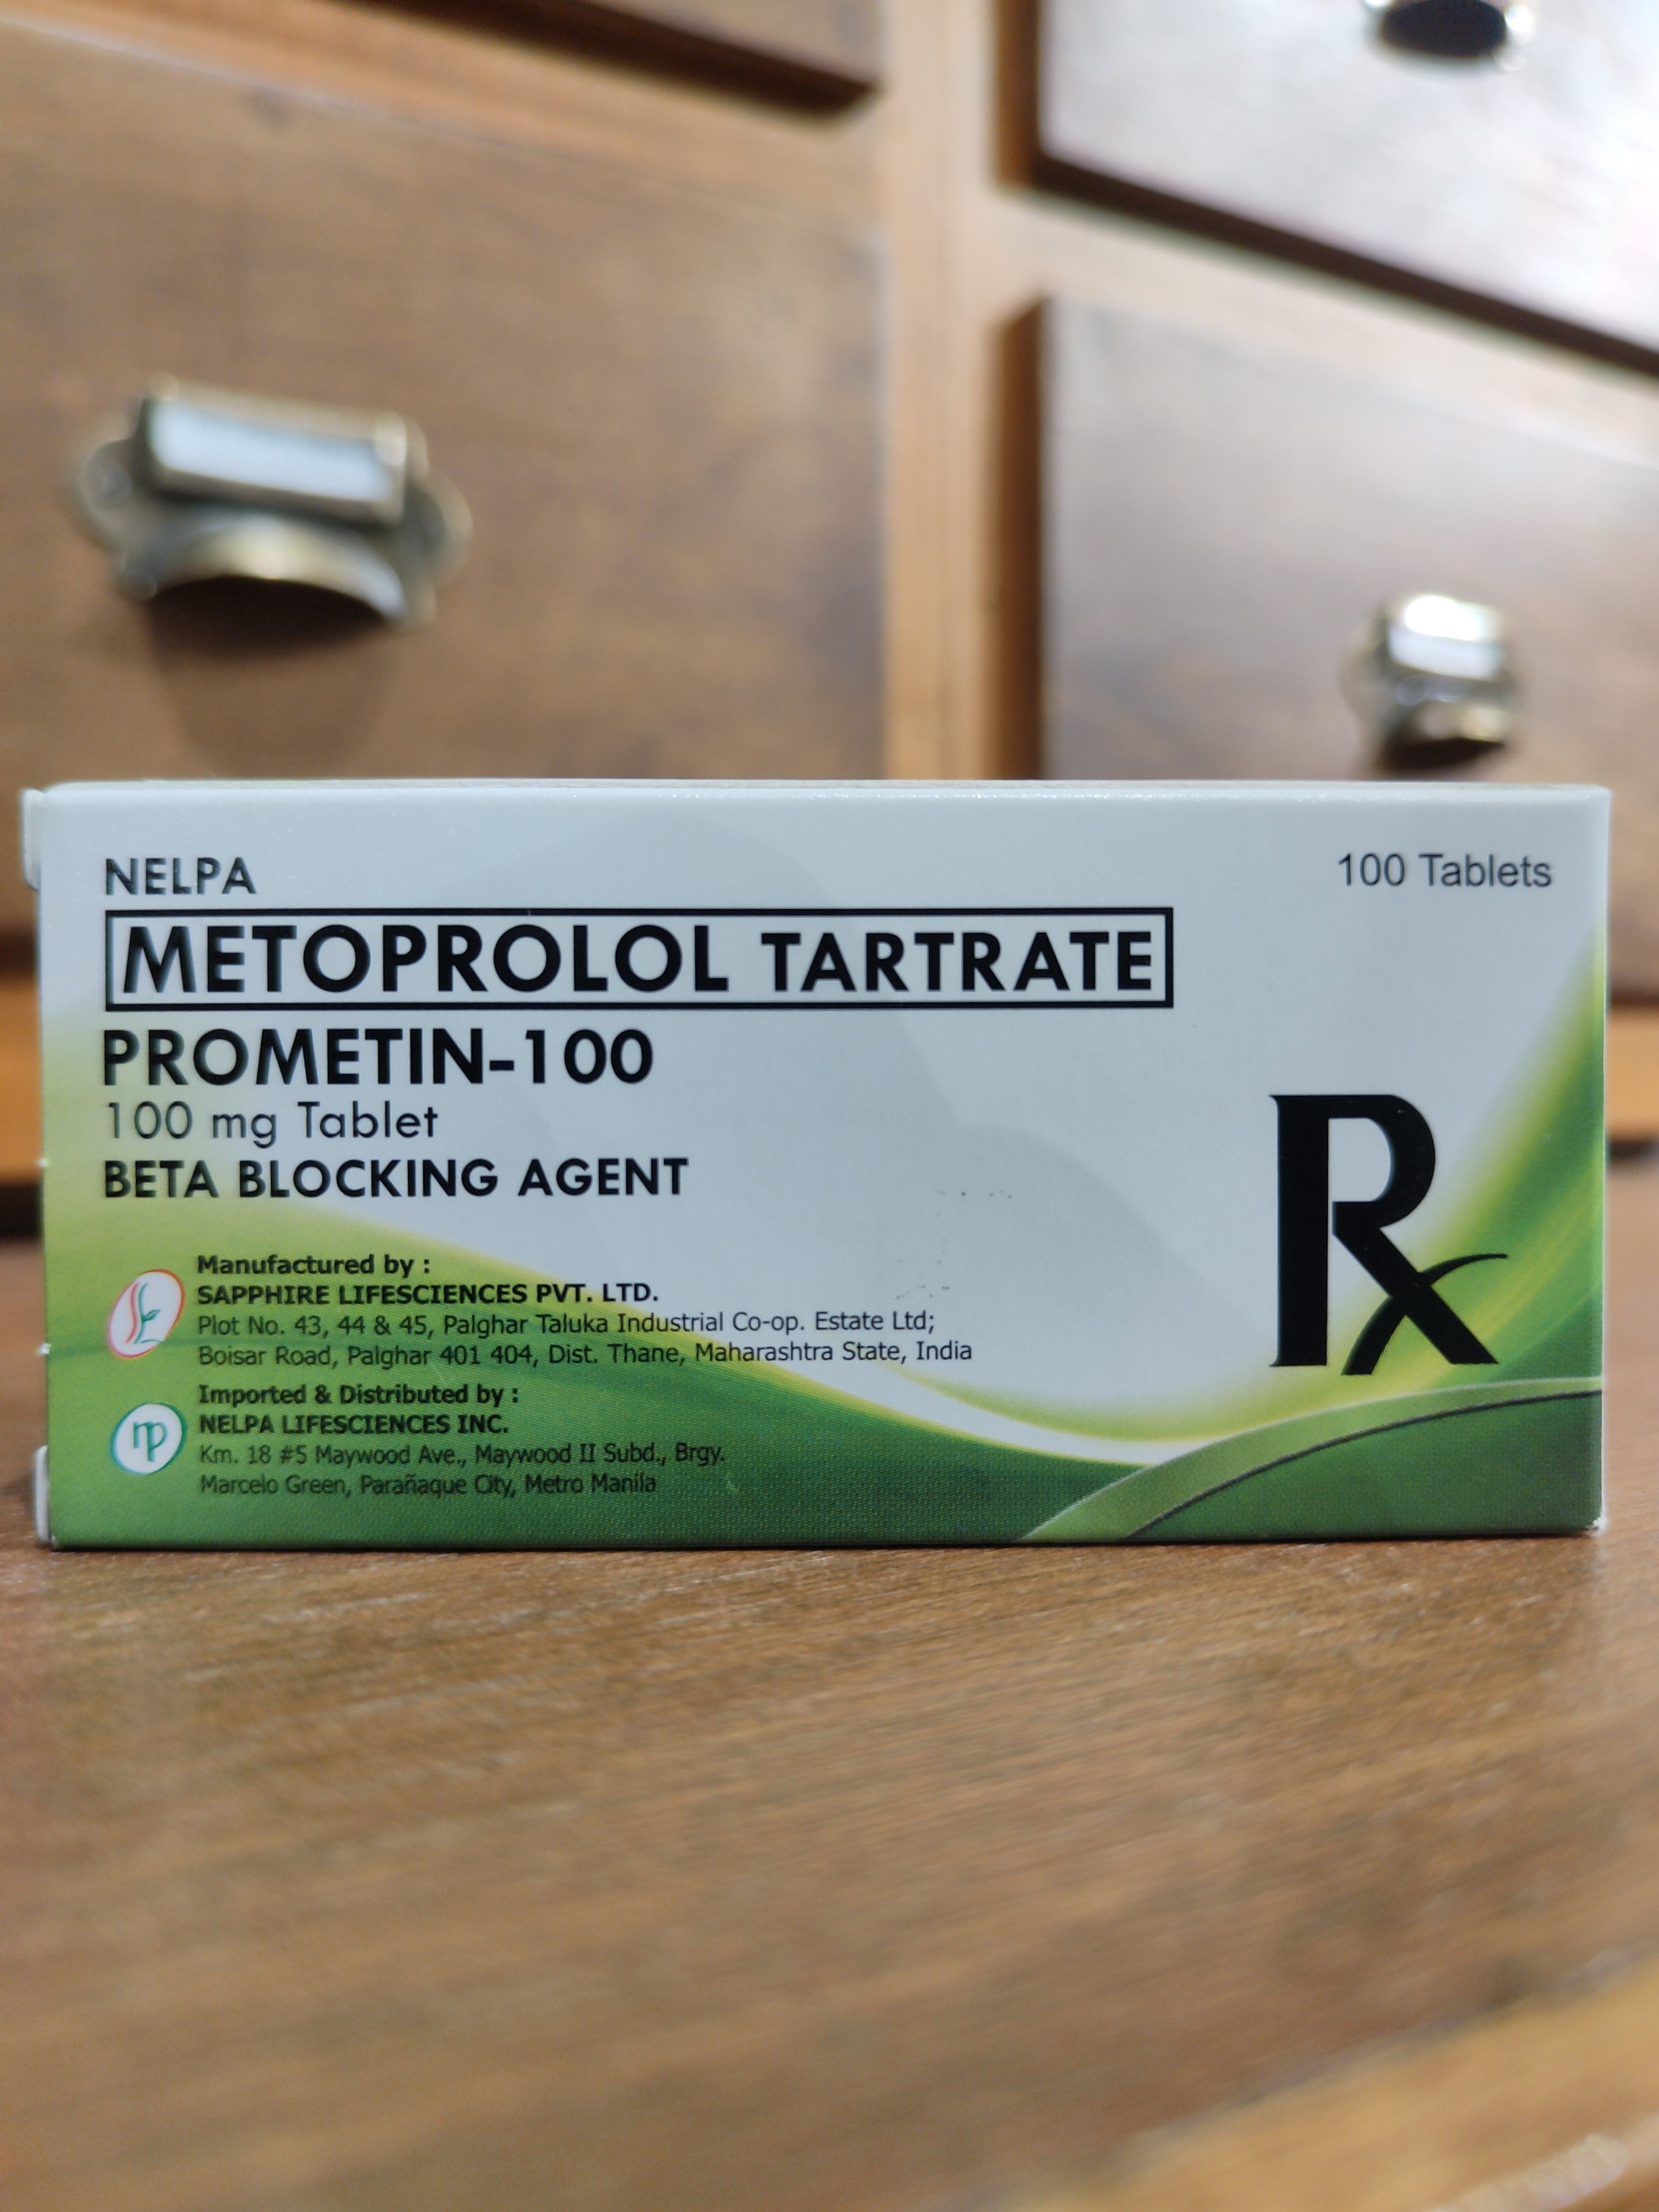 NELPA
100 Tablets
METOPROLOL TARTRATE
PROMETIN-100
100 mg Tablet
BETA BLOCKING AGENT
Rx
Manufactured by :
SAPPHIRE LIFESCIENCES PVT. LTD.
Plot No. 43, 44 & 45, Palghar Taluka Industrial Co-op. Estate Ltd;
Boisar Road, Palghar 401 404, Dist. Thane, Maharashtra State, India
Imported & Distributed by :
np
NELPA LIFESCIENCES INC.
Km. 18 #5 Maywood Ave., Maywood II Subd., Brgy.
Marcelo Green, Parañaque City, Metro Manila